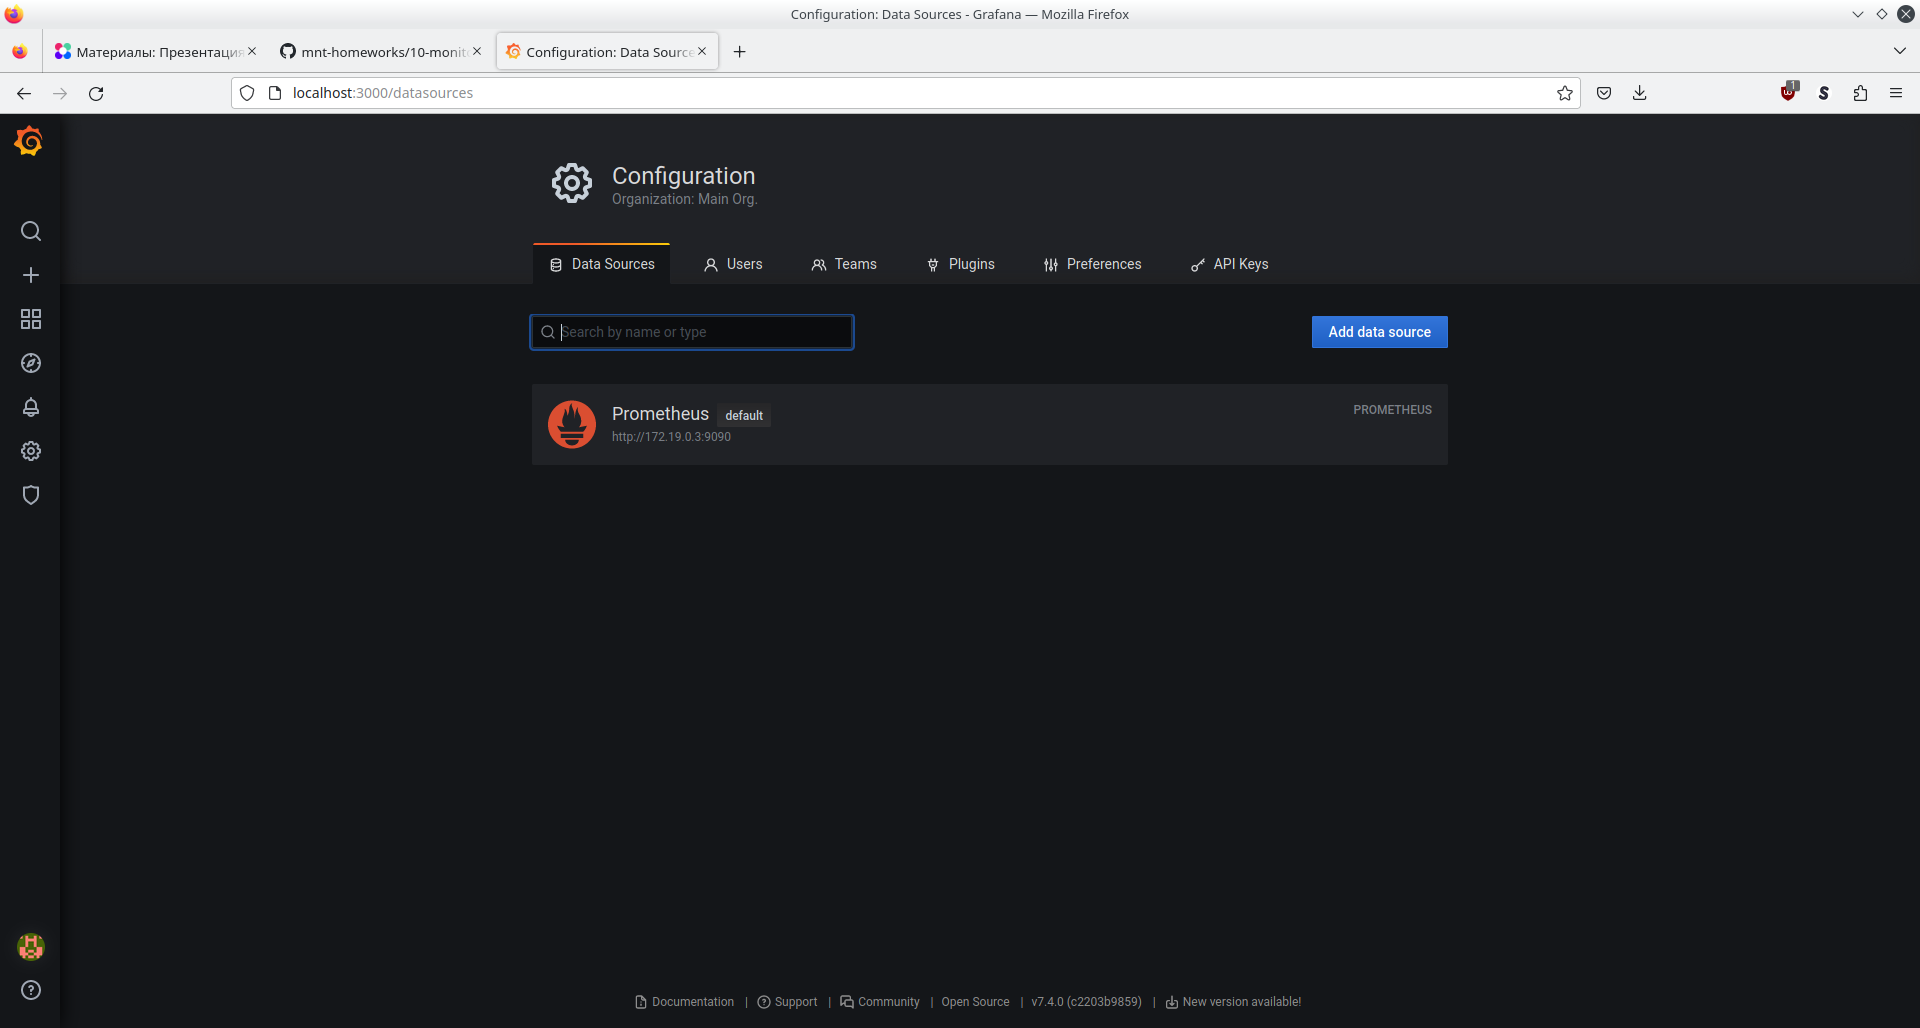 Configuration: Data Sources - Grafana — Mozilla Firefox
Материалы: Презентация
mnt-homeworks/10-monit
Configuration: Data Source
localhost:3000/datasources
1
Configuration
Organization: Main Org.
Data Sources
Users
Teams
Plugins
Preferences
API Keys
Search by name or type
Add data source
Prometheus default
PROMETHEUS
http://172.19.0.3:9090
Documentation | Support | Community | Open Source | v7.4.0 (c2203b9859) | New version available!